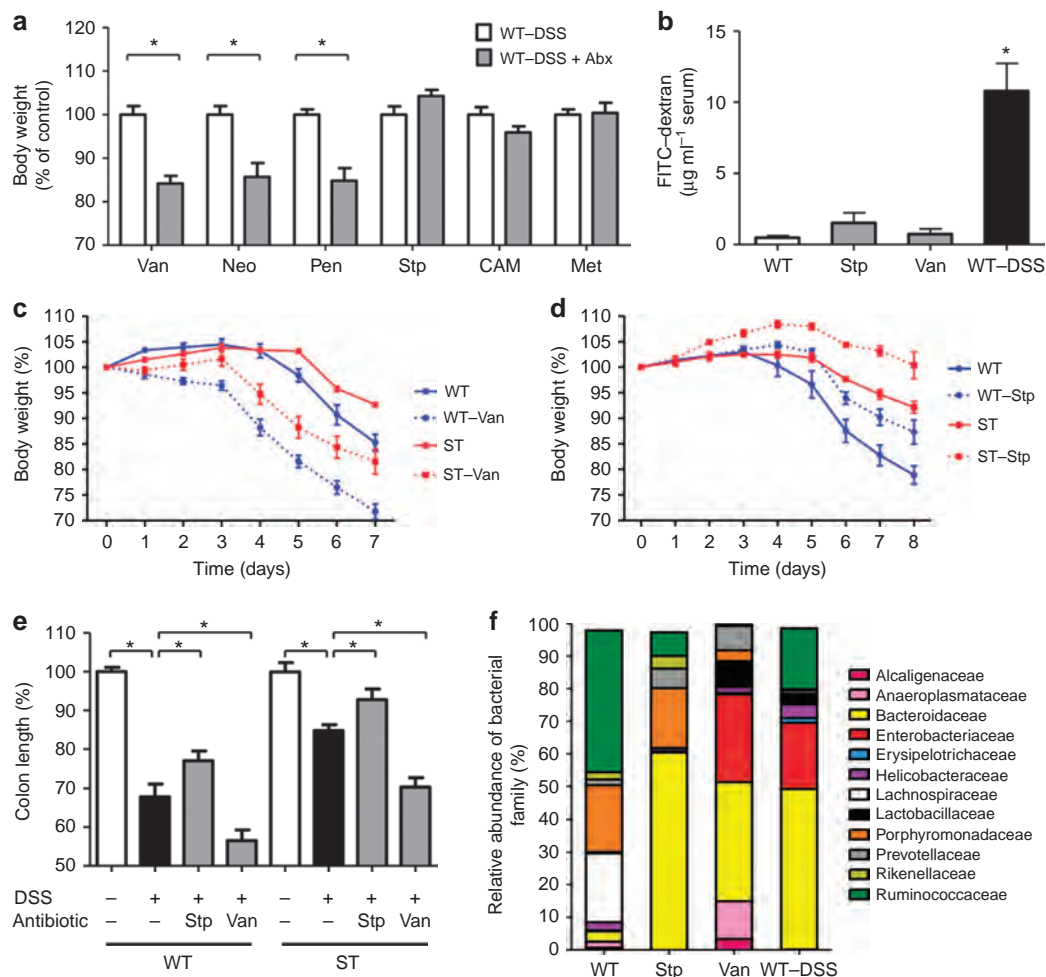 a
Body weight
(% of control)
120
110
100
90
80
70
*
*
*
WT–DSS
WT–DSS + Abx
Van Neo Pen Stp CAM Met
b
FITC–dextran
(µg ml⁻¹ serum)
15
10
5
0
*
WT Stp Van WT–DSS
c
Body weight (%)
110
105
100
95
90
85
80
75
70
WT
WT–Van
ST
ST–Van
0 1 2 3 4 5 6 7
Time (days)
d
Body weight (%)
110
105
100
95
90
85
80
75
70
WT
WT–Stp
ST
ST–Stp
0 1 2 3 4 5 6 7 8
Time (days)
e
Colon length (%)
110
100
90
80
70
60
50
*
* *
*
* *
DSS – + + + – + + +
Antibiotic – – Stp Van – – Stp Van
WT ST
f
Relative abundance of bacterial
family (%)
100
90
80
70
60
50
40
30
20
10
0
WT Stp Van WT–DSS
Alcaligenaceae
Anaeroplasmataceae
Bacteroidaceae
Enterobacteriaceae
Erysipelotrichaceae
Helicobacteraceae
Lachnospiraceae
Lactobacillaceae
Porphyromonadaceae
Prevotellaceae
Rikenellaceae
Ruminococcaceae